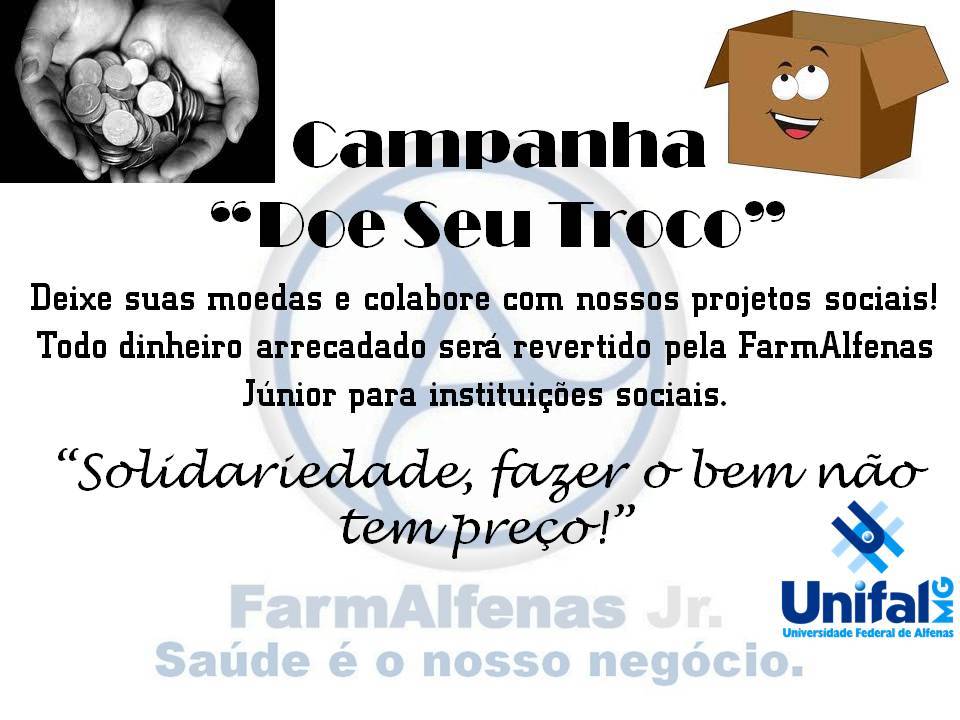 Campanha
“Doe Seu Troco”
Deixe suas moedas e colabore com nossos projetos sociais!
Todo dinheiro arrecadado será revertido pela FarmAlfenas
Júnior para instituições sociais.
“Solidariedade, fazer o bem não
tem preço!”
Unifal MG
Universidade Federal de Alfenas
FarmAlfenas Jr.
Saúde é o nosso negócio.